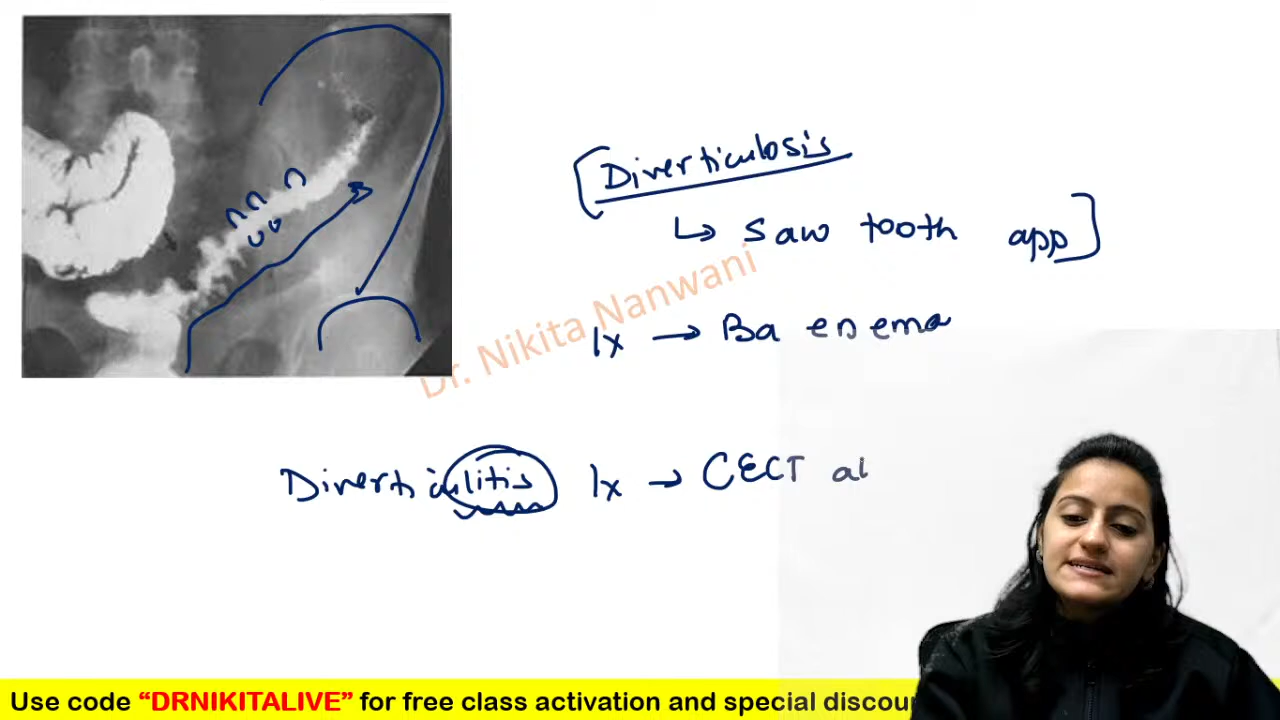 Diverticulosis
↳ Saw tooth app
Ix → Ba enema
Dr. Nikita Nanwani
Diverticulitis Ix → CECT al
Use code “DRNIKITALIVE” for free class activation and special discou